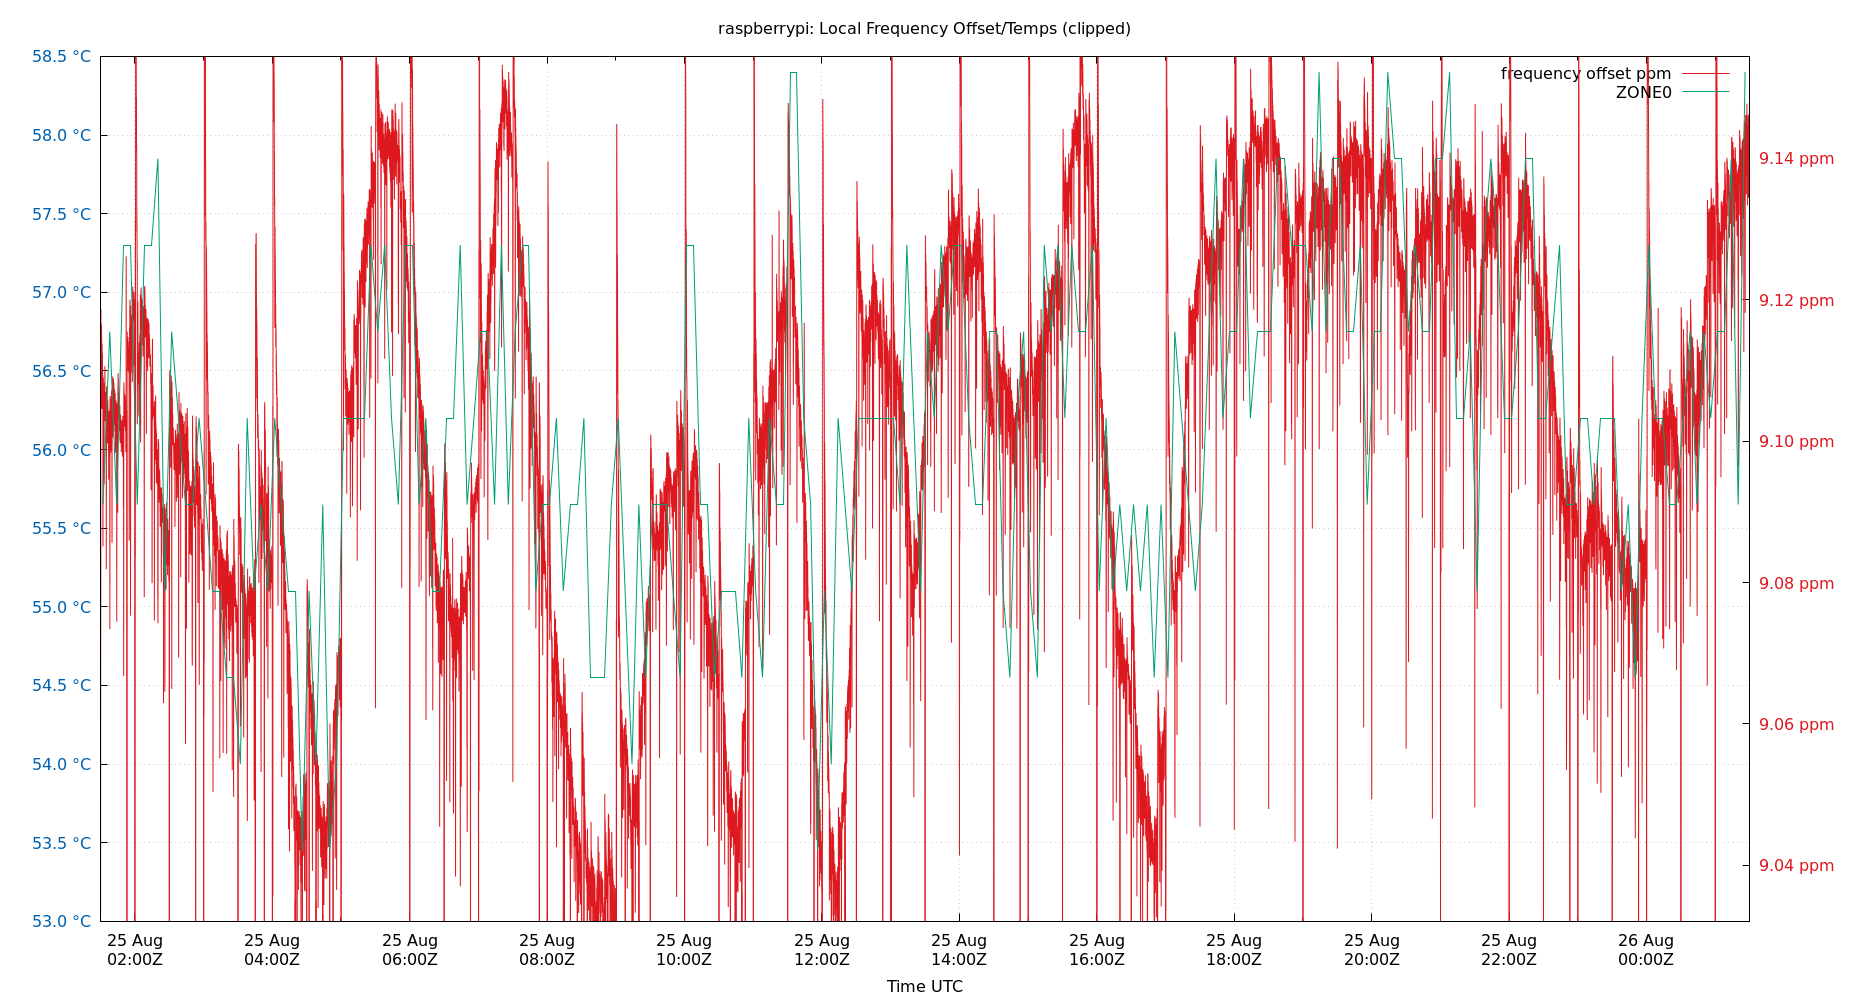 raspberrypi: Local Frequency Offset/Temps (clipped)
58.5 °C
58.0 °C
57.5 °C
57.0 °C
56.5 °C
56.0 °C
55.5 °C
55.0 °C
54.5 °C
54.0 °C
53.5 °C
53.0 °C
frequency offset ppm
ZONE0
9.14 ppm
9.12 ppm
9.10 ppm
9.08 ppm
9.06 ppm
9.04 ppm
25 Aug 25 Aug 25 Aug 25 Aug 25 Aug 25 Aug 25 Aug 25 Aug 25 Aug 25 Aug 25 Aug 26 Aug
02:00Z 04:00Z 06:00Z 08:00Z 10:00Z 12:00Z 14:00Z 16:00Z 18:00Z 20:00Z 22:00Z 00:00Z
Time UTC